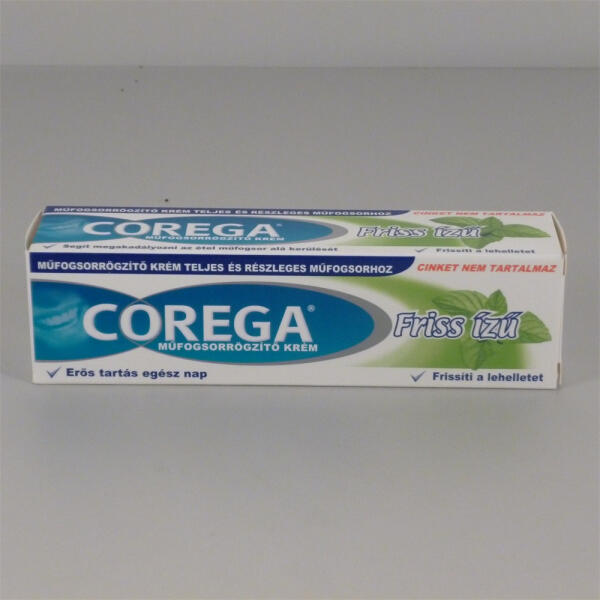 MŰFOGSORRÖGZÍTŐ KRÉM TELJES ÉS RÉSZLEGES MŰFOGSORHOZ
CINKET NEM TARTALMAZ
COREGA
MŰFOGSORRÖGZÍTŐ KRÉM
Friss ízű
✓ Segít megakadályozni az étel műfogsor alá kerülését
✓ Frissíti a lehelletet
MŰFOGSORRÖGZÍTŐ KRÉM TELJES ÉS RÉSZLEGES MŰFOGSORHOZ
CINKET NEM TARTALMAZ
COREGA®
MŰFOGSORRÖGZÍTŐ KRÉM
Friss ízű
✓ Erős tartás egész nap
✓ Frissíti a lehelletet